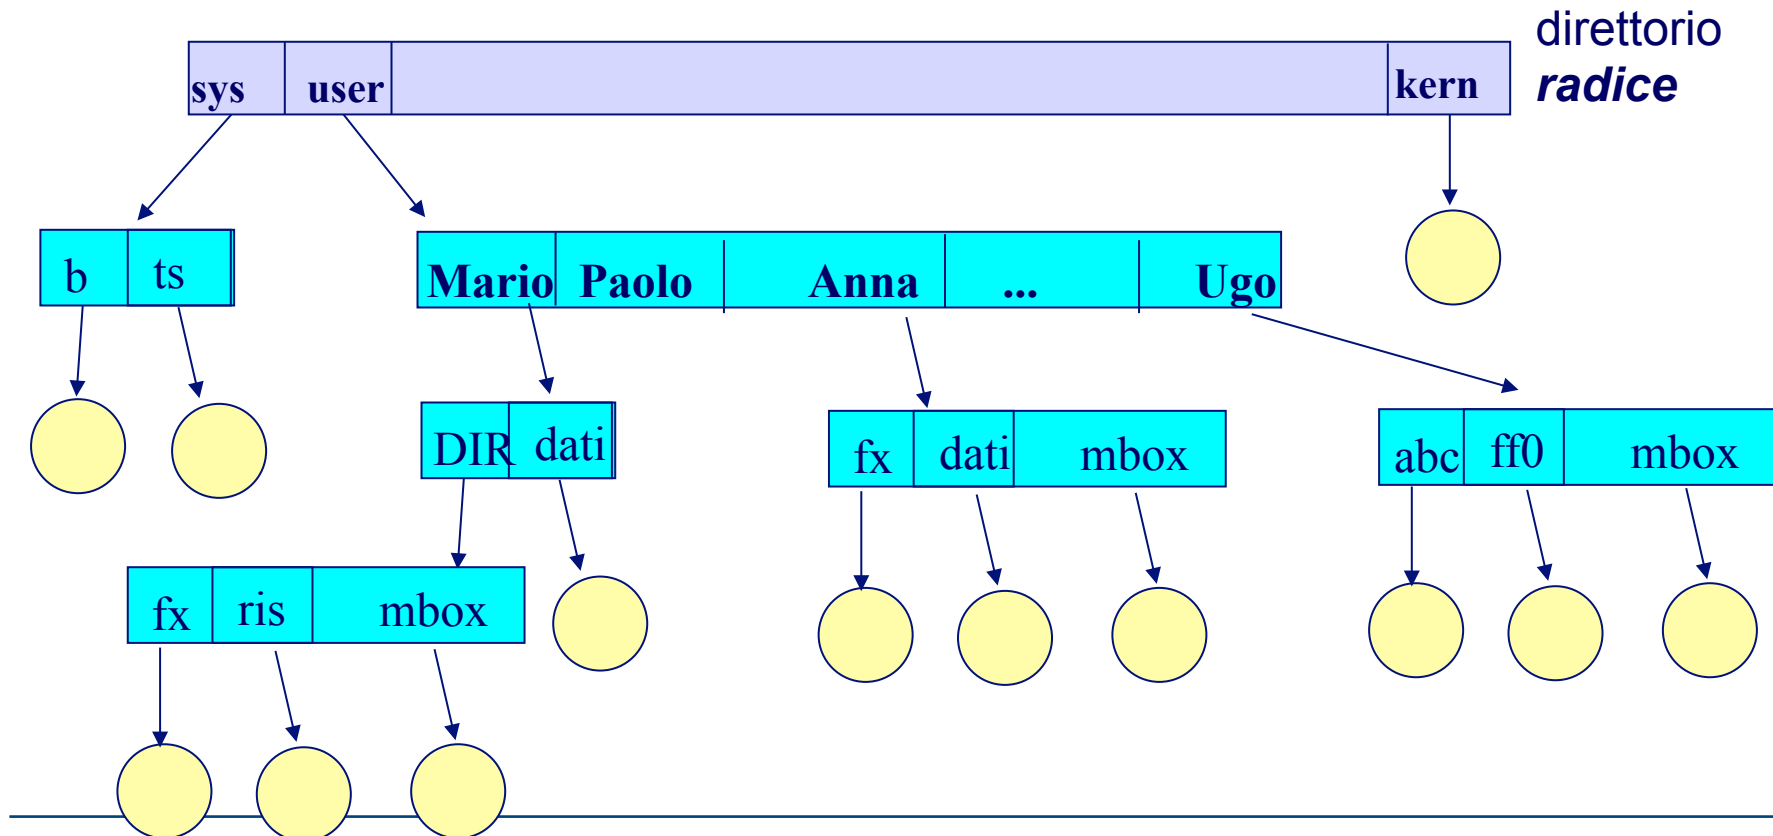 direttorio
radice
sys user kern
b ts
Mario Paolo Anna ... Ugo
DIR dati
fx dati mbox
abc ff0 mbox
fx ris mbox